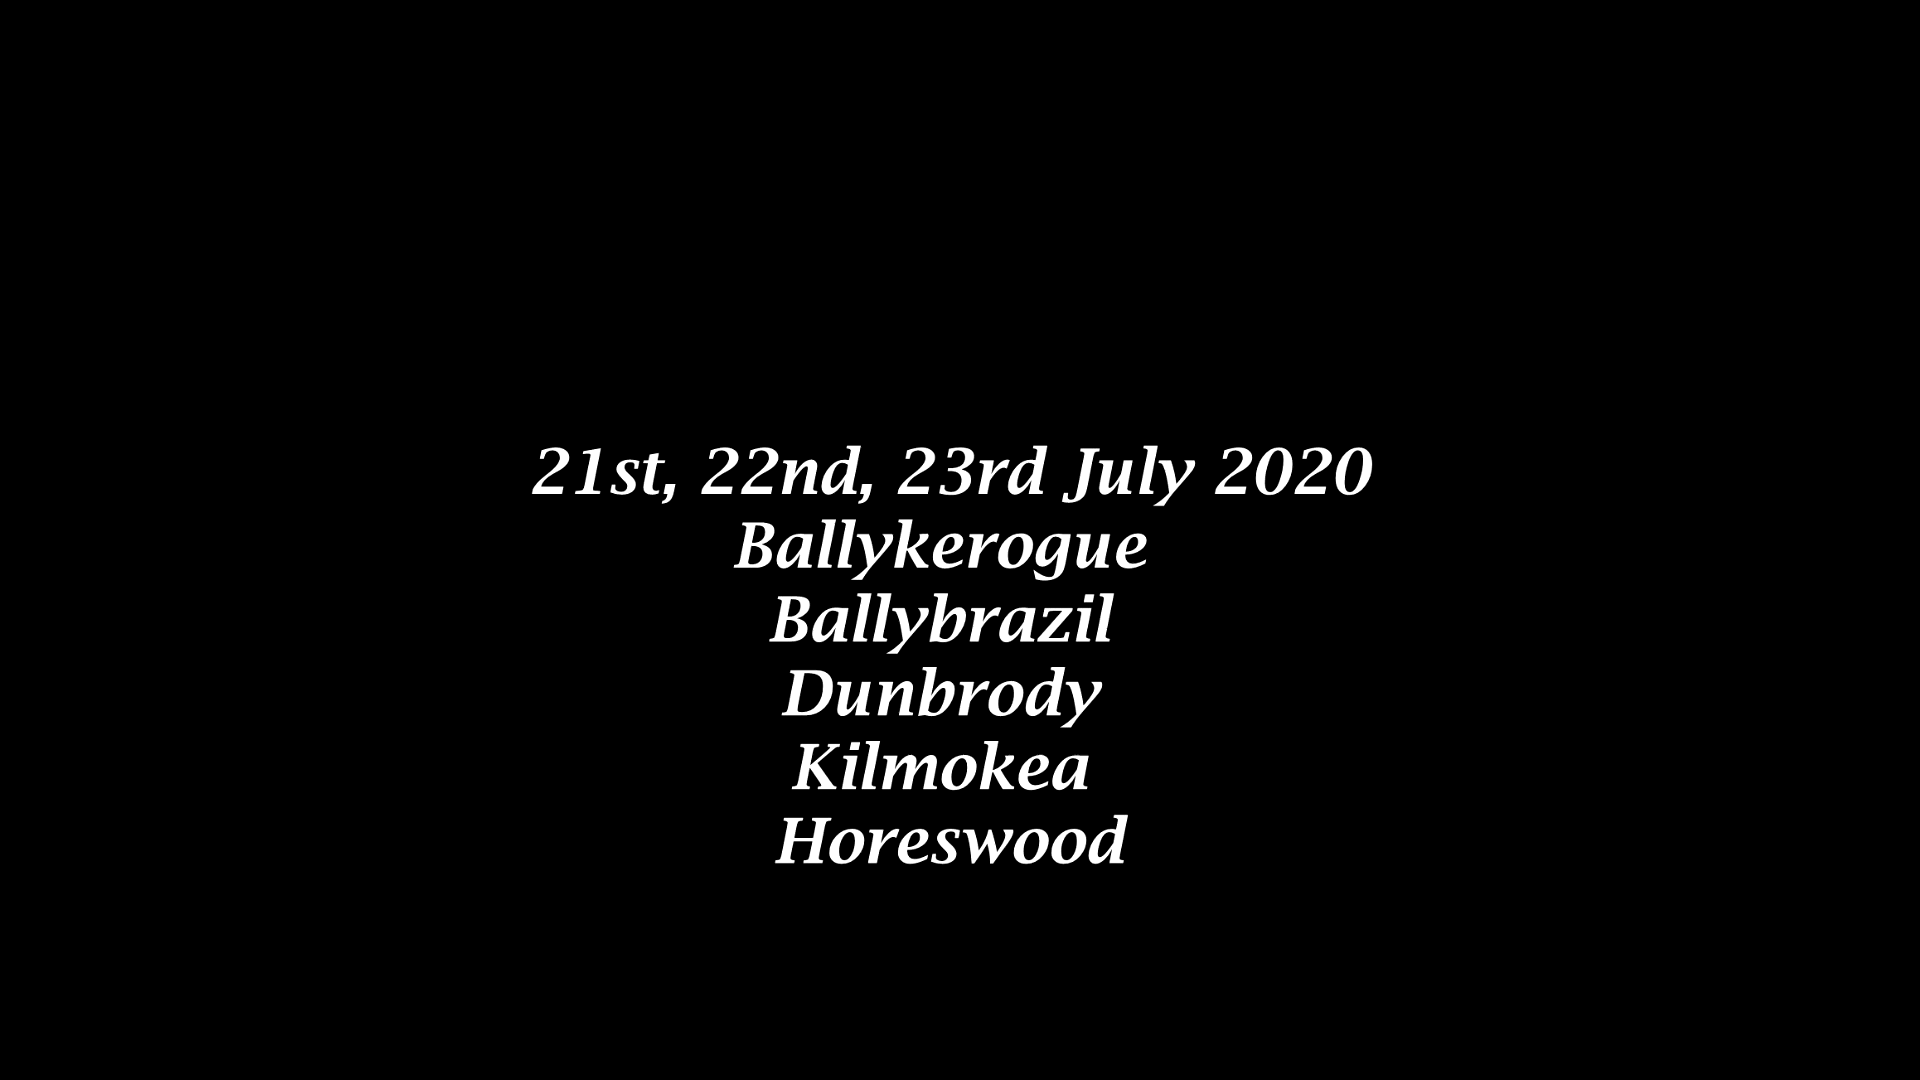 21st, 22nd, 23rd July 2020
Ballykerogue
Ballybrazil
Dunbrody
Kilmokea
Horeswood